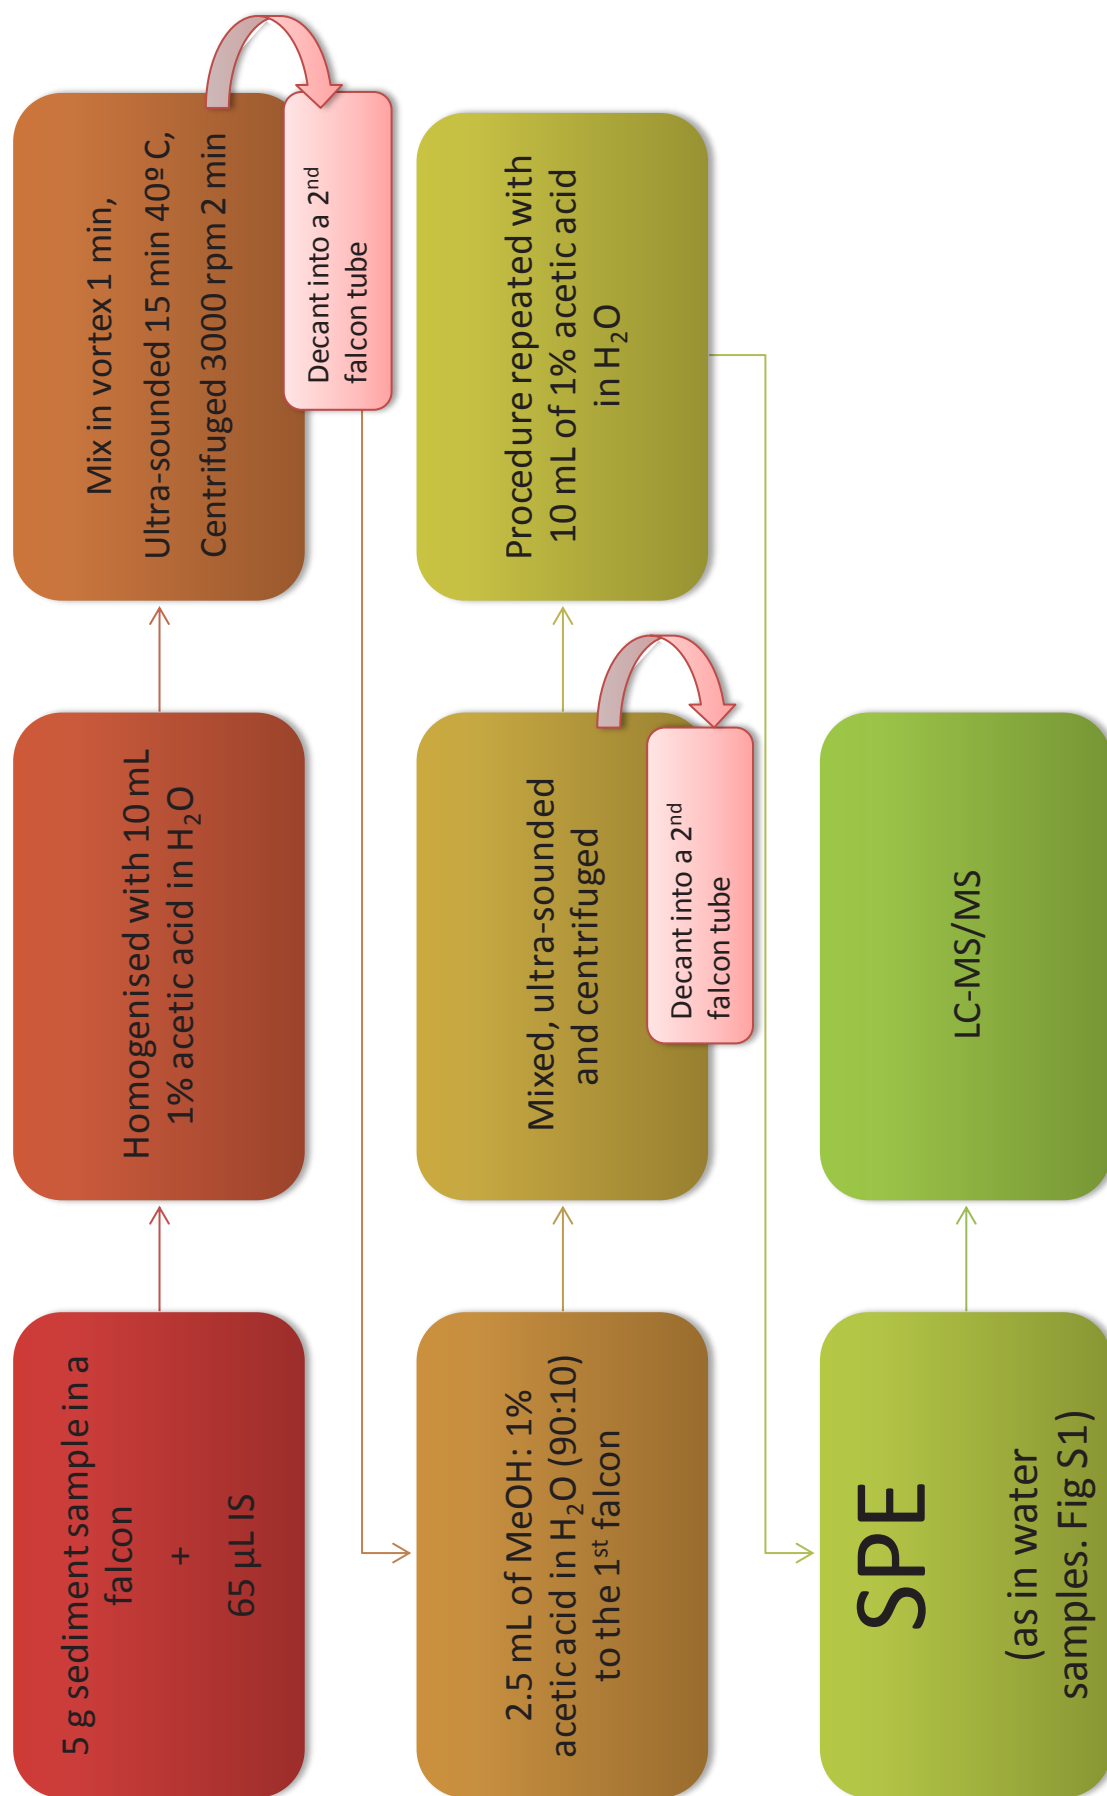 5 g sediment sample in a
falcon
+
65 µL IS
Homogenised with 10 mL
1% acetic acid in H₂O
Mix in vortex 1 min,
Ultra-sounded 15 min 40º C,
Centrifuged 3000 rpm 2 min
Decant into a 2ⁿᵈ
falcon tube
2.5 mL of MeOH: 1%
acetic acid in H₂O (90:10)
to the 1ˢᵗ falcon
Mixed, ultra-sounded
and centrifuged
Decant into a 2ⁿᵈ
falcon tube
Procedure repeated with
10 mL of 1% acetic acid
in H₂O
SPE
(as in water
samples. Fig S1)
LC-MS/MS